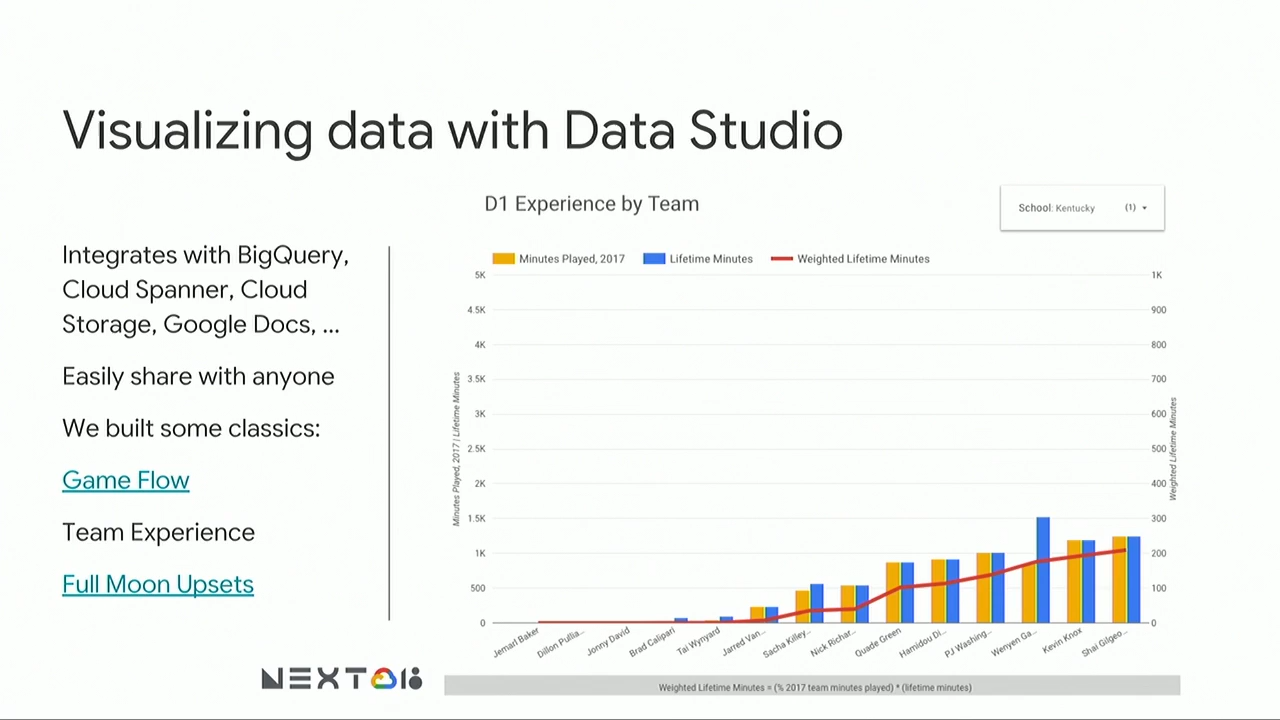 Visualizing data with Data Studio
Integrates with BigQuery,
Cloud Spanner, Cloud
Storage, Google Docs, ...
Easily share with anyone
We built some classics:
Game Flow
Team Experience
Full Moon Upsets
D1 Experience by Team
School: Kentucky (1)
Minutes Played, 2017 Lifetime Minutes Weighted Lifetime Minutes
5K
4.5K
4K
3.5K
3K
2.5K
2K
1.5K
1K
500
0
Minutes Played, 2017 | Lifetime Minutes
1K
900
800
700
600
500
400
300
200
100
0
Weighted Lifetime Minutes
Jemarl Baker
Dillon Pullia...
Jonny David
Brad Calipari
Tai Wynyard
Jarred Van...
Sacha Killey...
Nick Richar...
Quade Green
Hamidou Di...
PJ Washing...
Wenyen Ga...
Kevin Knox
Shai Gilgeo...
Weighted Lifetime Minutes = (% 2017 team minutes played) * (lifetime minutes)
NEXT 18